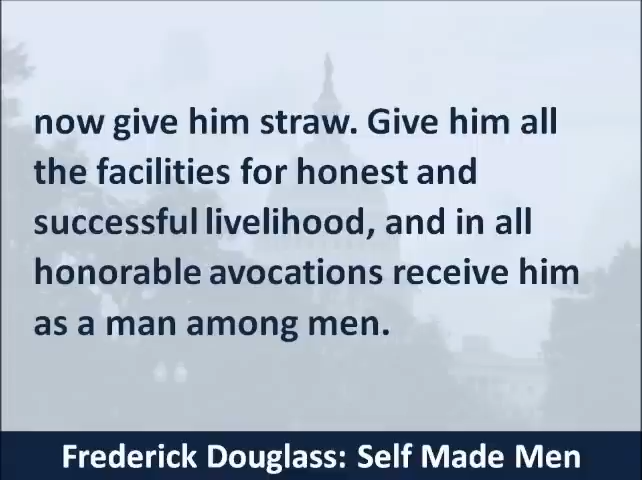 now give him straw. Give him all
the facilities for honest and
successful livelihood, and in all
honorable avocations receive him
as a man among men.
Frederick Douglass: Self Made Men